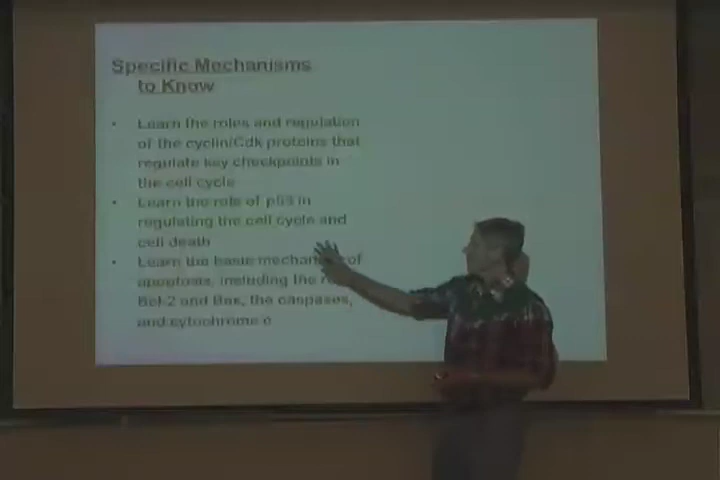 Specific Mechanisms
to Know
• Learn the roles and regulation
of the cyclin/Cdk proteins that
regulate key checkpoints in
the cell cycle
• Learn the role of p53 in
regulating the cell cycle and
cell death
• Learn the basic of
apoptosis, including the
Bcl-2 and Bax, the caspases,
and cytochrome c